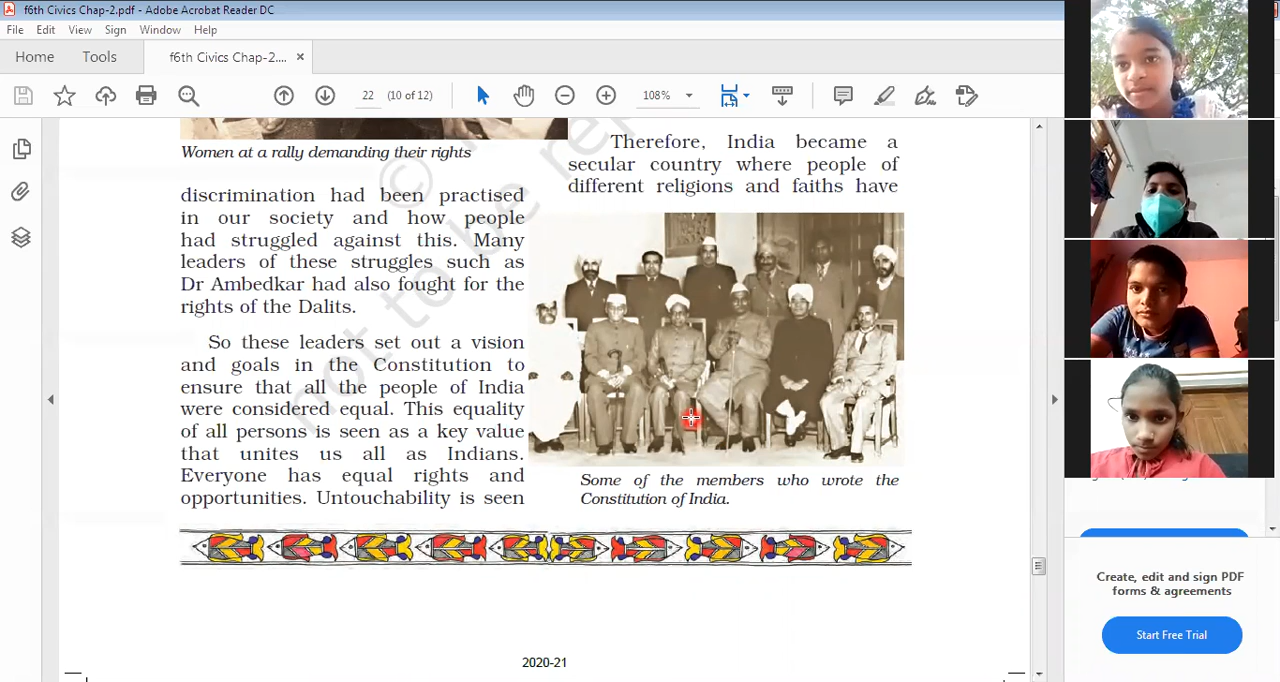 f6th Civics Chap-2.pdf - Adobe Acrobat Reader DC
File Edit View Sign Window Help
Home Tools f6th Civics Chap-2.... ×
22 (10 of 12) 108%
Women at a rally demanding their rights
discrimination had been practised
in our society and how people
had struggled against this. Many
leaders of these struggles such as
Dr Ambedkar had also fought for the
rights of the Dalits.
So these leaders set out a vision
and goals in the Constitution to
ensure that all the people of India
were considered equal. This equality
of all persons is seen as a key value
that unites us all as Indians.
Everyone has equal rights and
opportunities. Untouchability is seen
Therefore, India became a
secular country where people of
different religions and faiths have
Some of the members who wrote the
Constitution of India.
© not to be rep
2020-21
Create, edit and sign PDF
forms & agreements
Start Free Trial